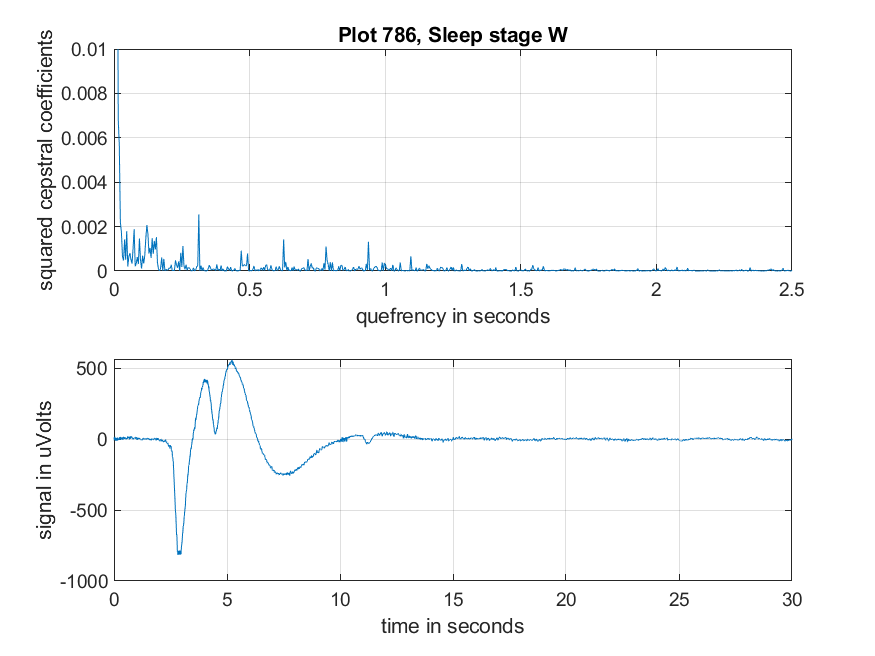 Plot 786, Sleep stage W
squared cepstral coefficients
0.01
0.008
0.006
0.004
0.002
0
0 0.5 1 1.5 2 2.5
quefrency in seconds
signal in uVolts
500
0
-500
-1000
0 5 10 15 20 25 30
time in seconds